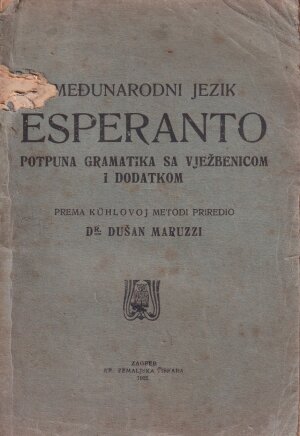 MEĐUNARODNI JEZIK
ESPERANTO
POTPUNA GRAMATIKA SA VJEŽBENICOM
I DODATKOM
PREMA KÜHLOVOJ METODI PRIREDIO
DR. DUŠAN MARUZZI
ZAGREB
KR. ZEMALJSKA TISKARA